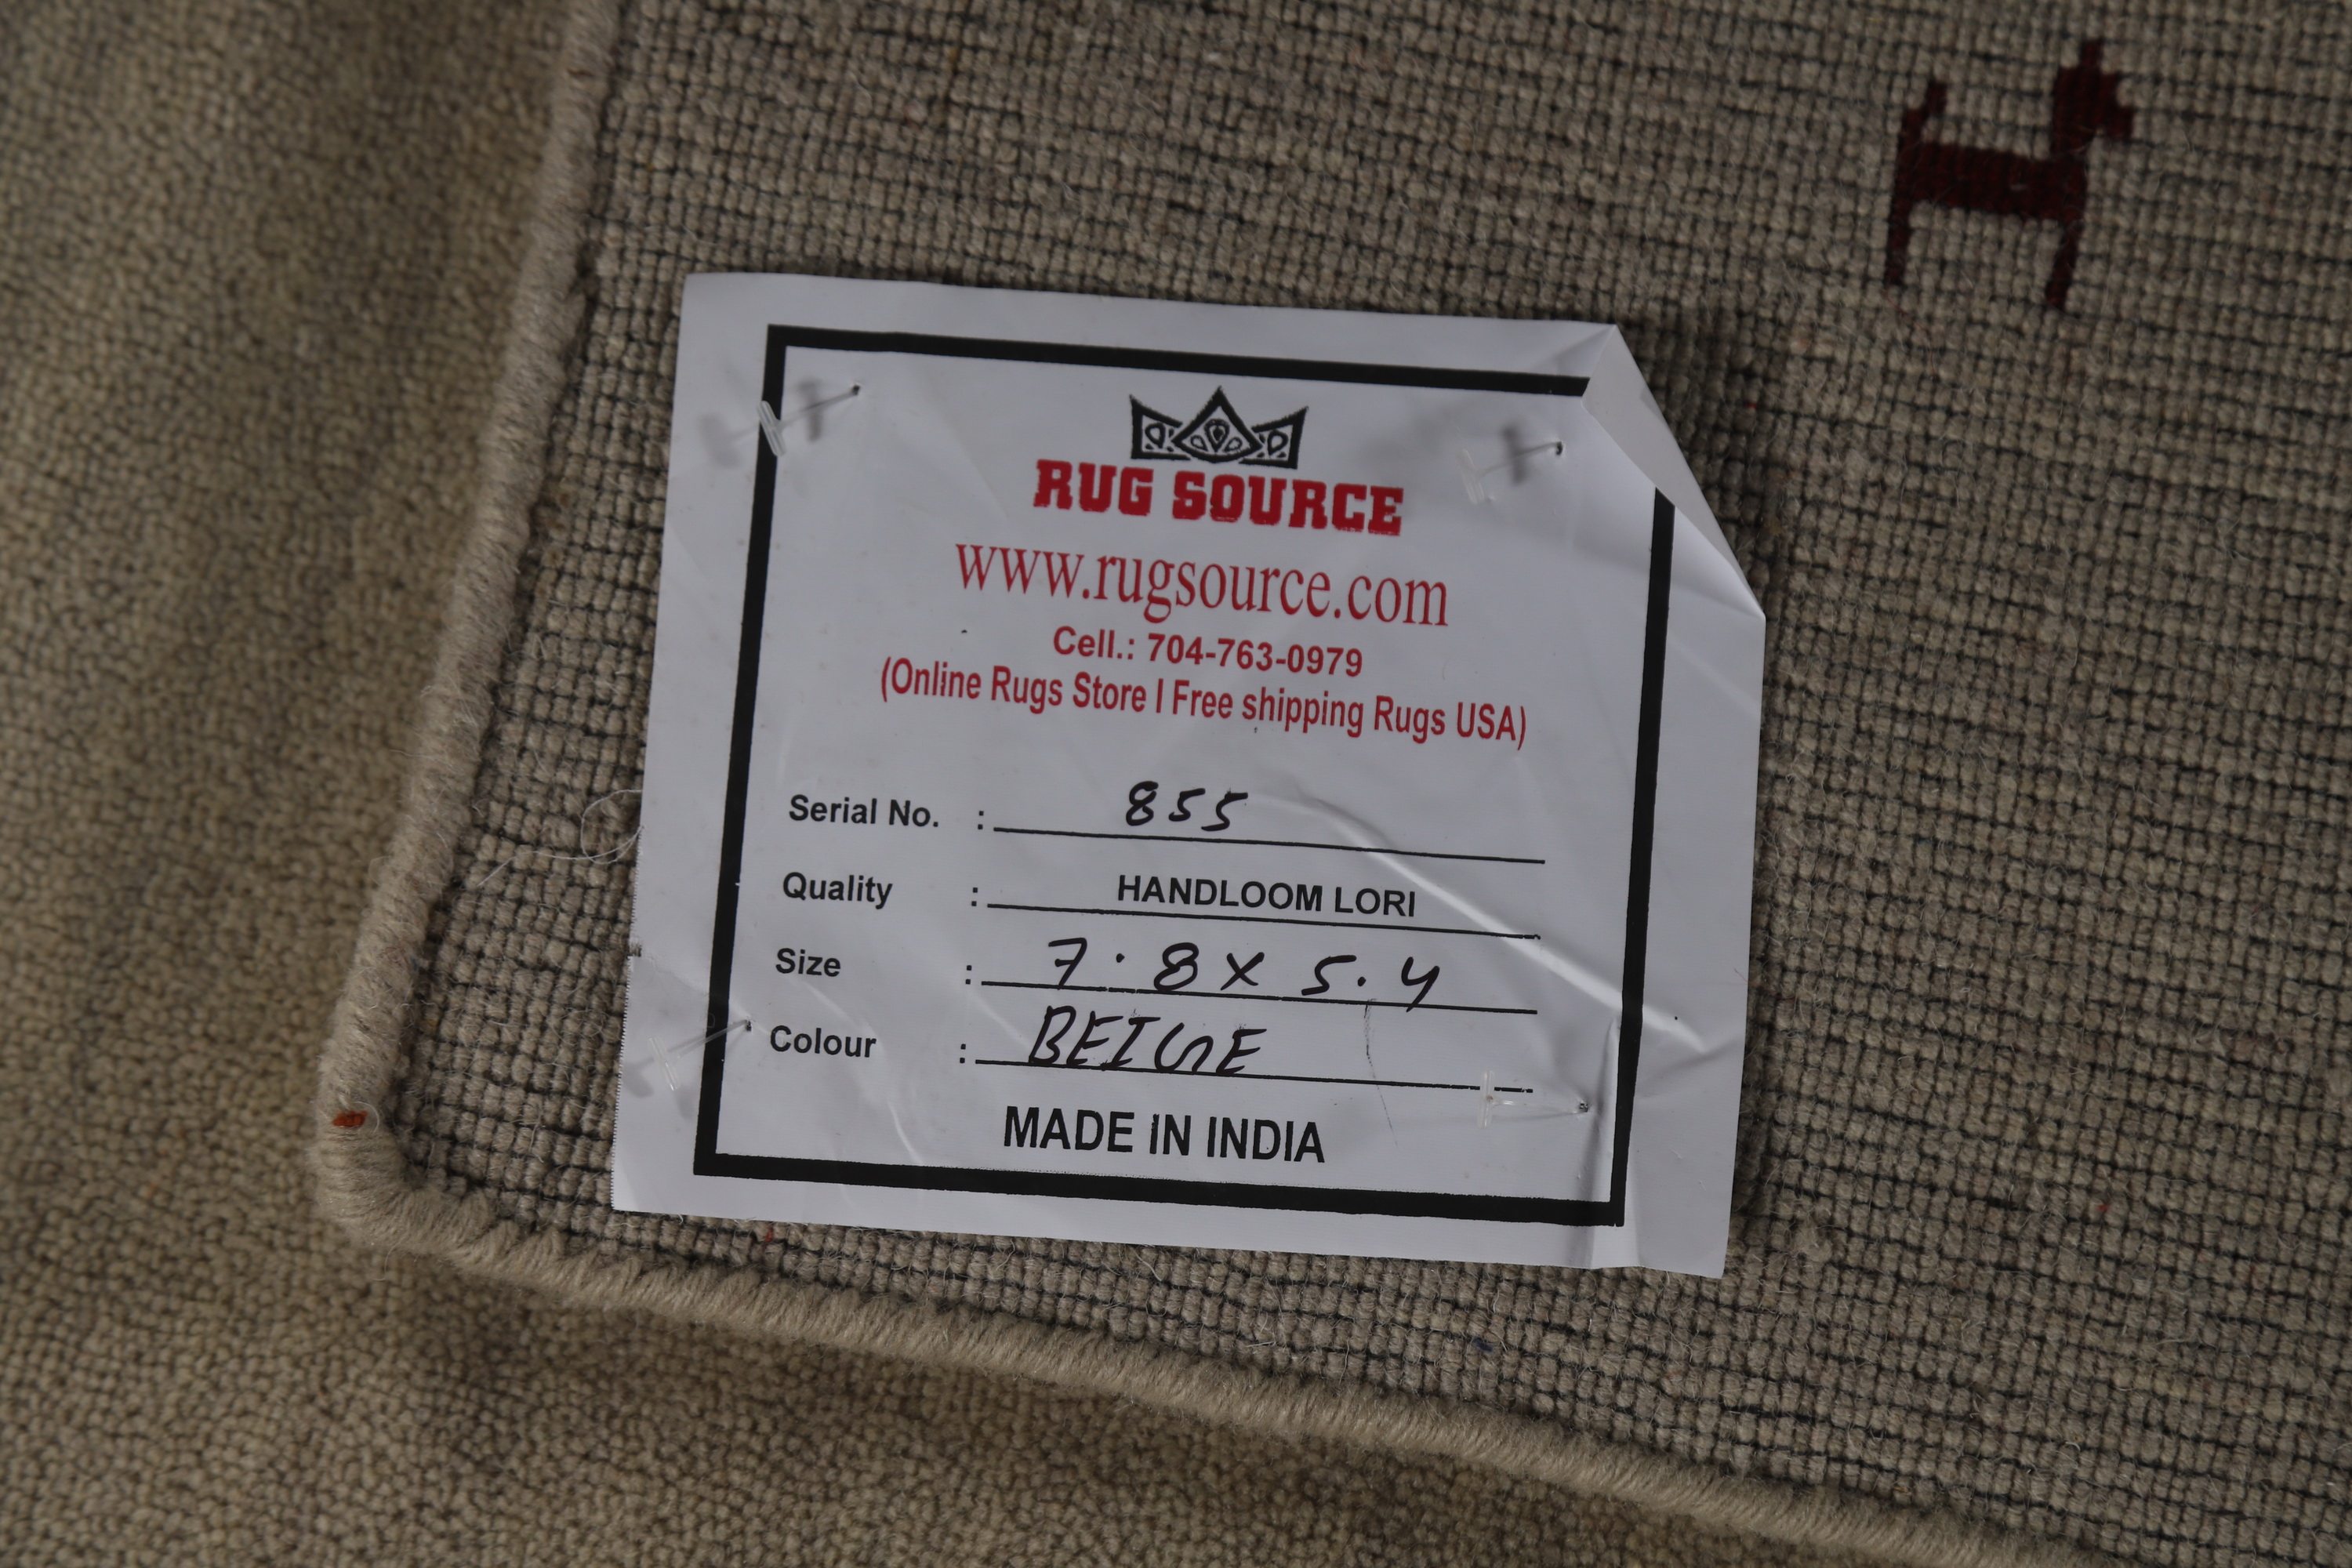 RUG SOURCE
www.rugsource.com
Cell.: 704-763-0979
(Online Rugs Store | Free shipping Rugs USA)
Serial No. : 855
Quality : HANDLOOM LORI
Size : 7.8 x 5.4
Colour : BEIGE
MADE IN INDIA